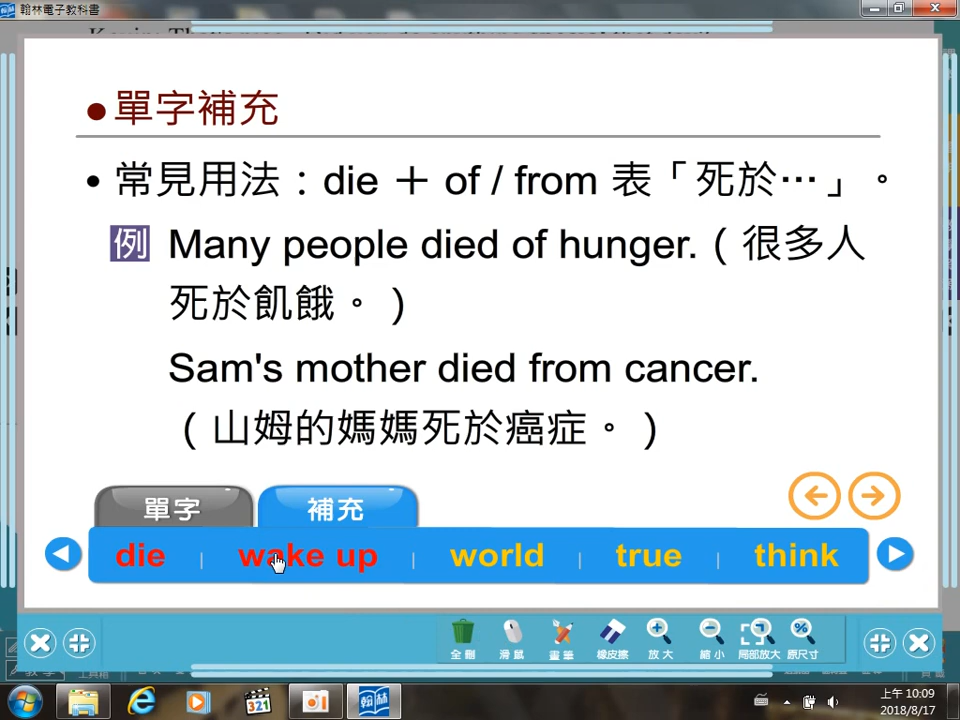 翰林電子教科書
●單字補充
• 常見用法：die ＋ of / from 表「死於…」。
例 Many people died of hunger.（很多人
死於飢餓。）
Sam's mother died from cancer.
（山姆的媽媽死於癌症。）
單字 補充
die | wake up | world | true | think
全刪 滑鼠 畫筆 橡皮擦 放大 縮小 局部放大 原尺寸
321 翰林 上午 10:09
2018/8/17